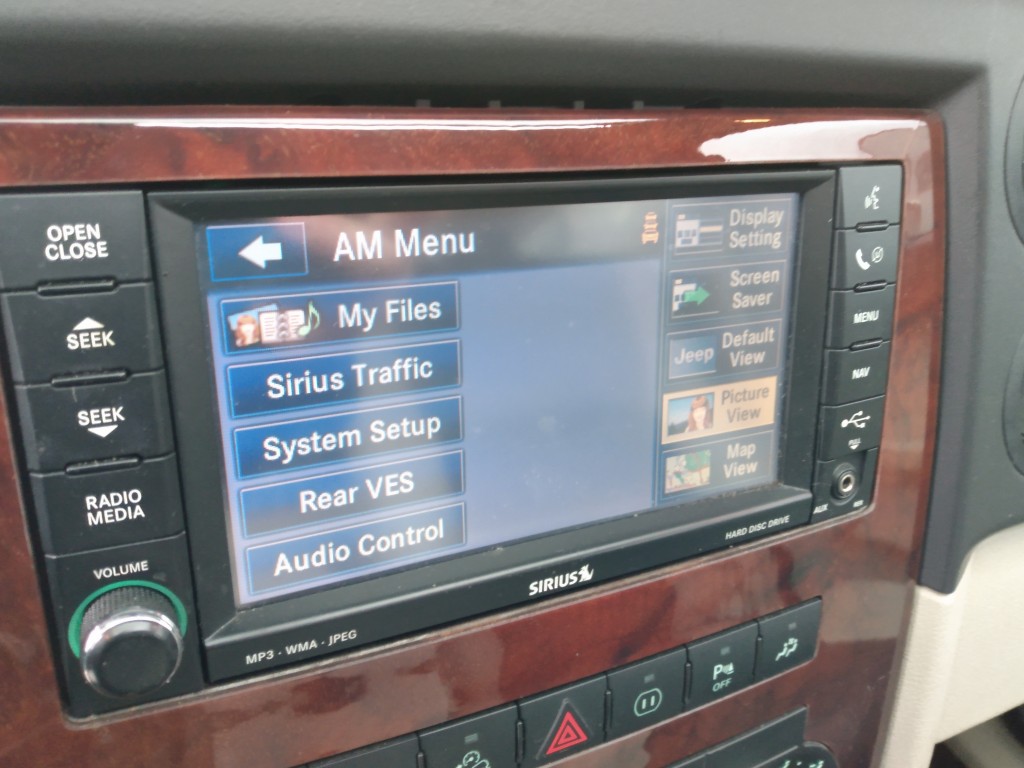 OPEN
CLOSE
SEEK
SEEK
RADIO
MEDIA
VOLUME
AM Menu
My Files
Sirius Traffic
System Setup
Rear VES
Audio Control
Display
Setting
Screen
Saver
Jeep
Default
View
Picture
View
Map
View
MENU
NAV
PULL
AUX
MP3 · WMA · JPEG
SIRIUS
HARD DISC DRIVE
P
OFF